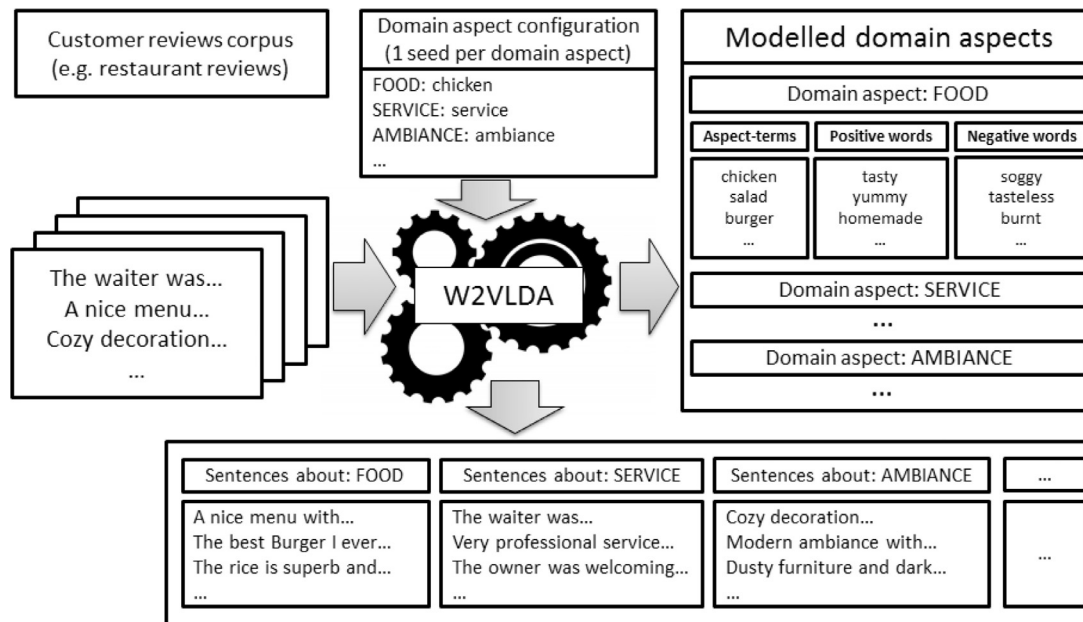 Customer reviews corpus
(e.g. restaurant reviews)
Domain aspect configuration
(1 seed per domain aspect)
FOOD: chicken
SERVICE: service
AMBIANCE: ambiance
...
The waiter was...
A nice menu...
Cozy decoration...
...
W2VLDA
Modelled domain aspects
Domain aspect: FOOD
Aspect-terms
chicken
salad
burger
...
Positive words
tasty
yummy
homemade
...
Negative words
soggy
tasteless
burnt
...
Domain aspect: SERVICE
...
Domain aspect: AMBIANCE
...
Sentences about: FOOD
A nice menu with...
The best Burger I ever...
The rice is superb and...
...
Sentences about: SERVICE
The waiter was...
Very professional service...
The owner was welcoming...
...
Sentences about: AMBIANCE
Cozy decoration...
Modern ambiance with...
Dusty furniture and dark...
...
...
...